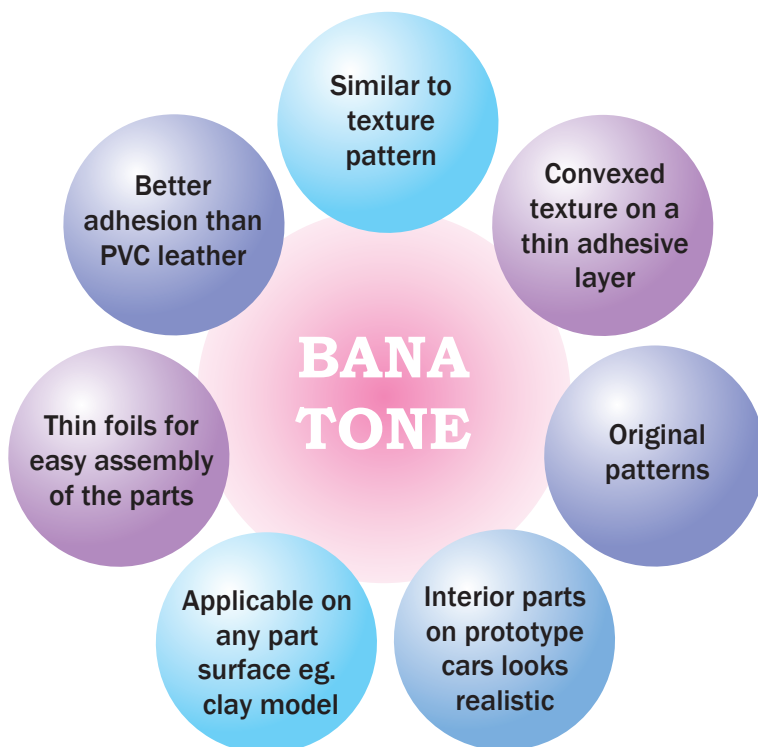 Similar to
texture
pattern
Convexed
texture on a
thin adhesive
layer
Original
patterns
Interior parts
on prototype
cars looks
realistic
Applicable on
any part
surface eg.
clay model
Thin foils for
easy assembly
of the parts
Better
adhesion than
PVC leather
BANA
TONE